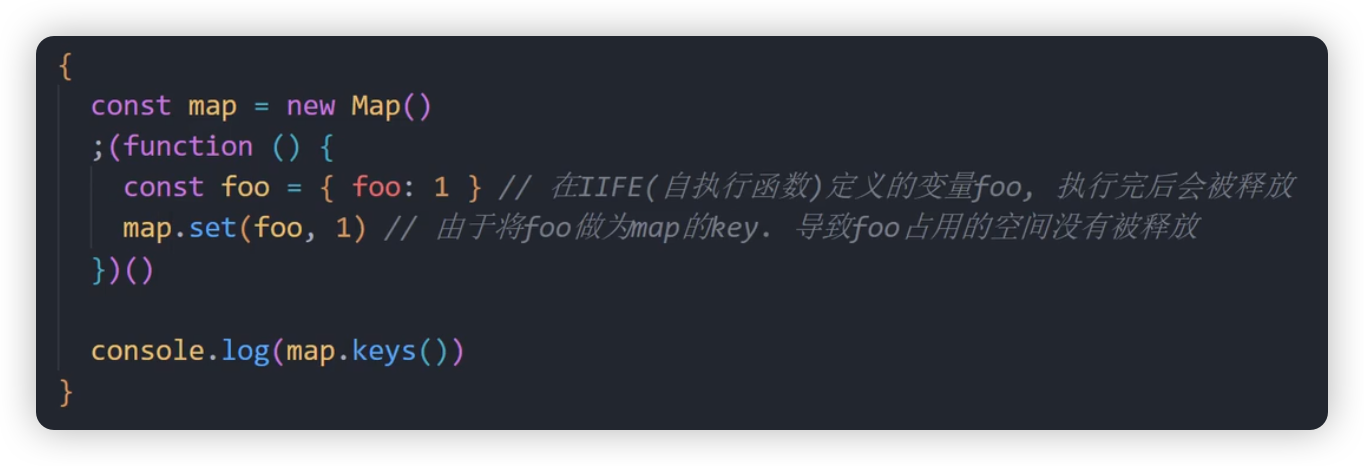 {
const map = new Map()
;(function () {
const foo = { foo: 1 } // 在IIFE(自执行函数)定义的变量foo, 执行完后会被释放
map.set(foo, 1) // 由于将foo做为map的key. 导致foo占用的空间没有被释放
})()
console.log(map.keys())
}